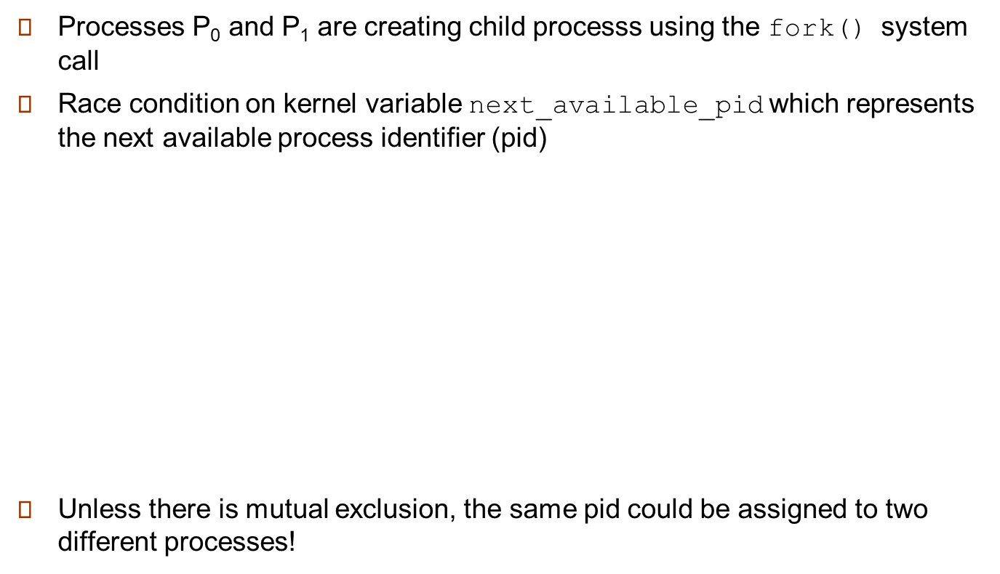 Processes P0 and P1 are creating child processs using the fork() system
call
Race condition on kernel variable next_available_pid which represents
the next available process identifier (pid)
Unless there is mutual exclusion, the same pid could be assigned to two
different processes!